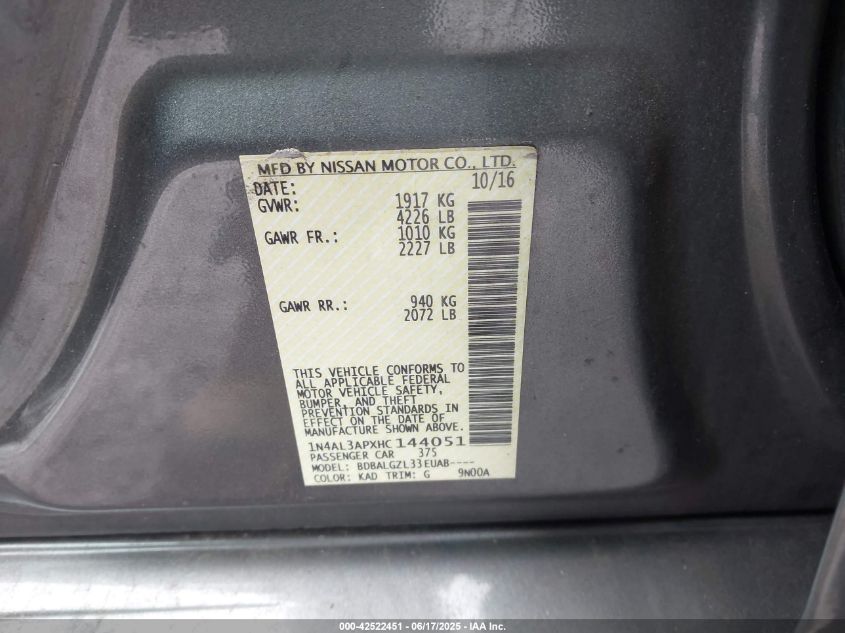 MFD BY NISSAN MOTOR CO., LTD.
DATE: 10/16
GVWR: 1917 KG
4226 LB
GAWR FR.: 1010 KG
2227 LB
GAWR RR.: 940 KG
2072 LB
THIS VEHICLE CONFORMS TO
ALL APPLICABLE FEDERAL
MOTOR VEHICLE SAFETY,
BUMPER, AND THEFT
PREVENTION STANDARDS IN
EFFECT ON THE DATE OF
MANUFACTURE SHOWN ABOVE.
1N4AL3APXHC144051
PASSENGER CAR 375
MODEL: BDBALGZL33EUAB----
COLOR: KAD TRIM: G 9N00A
000-42522451 - 06/17/2025 - IAA Corp.